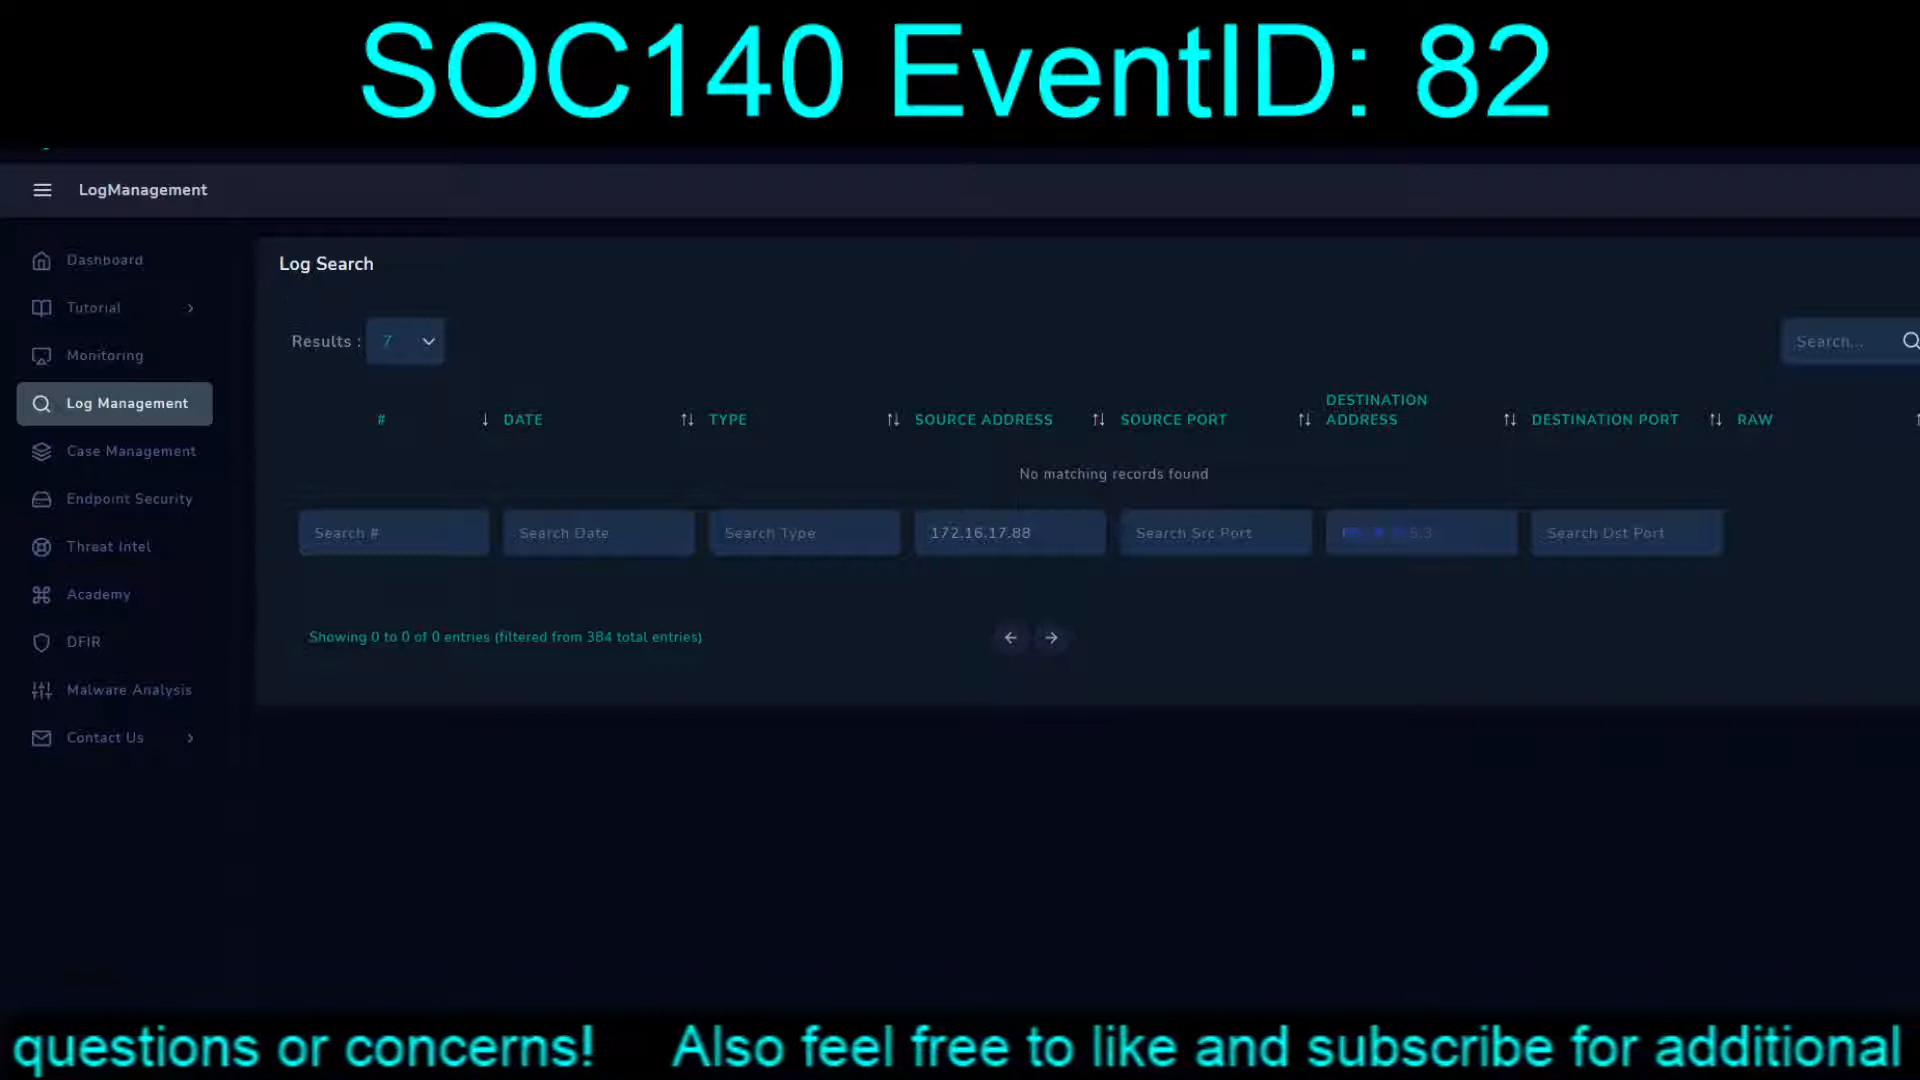 SOC140 EventID: 82
LogManagement
Dashboard
Tutorial
Monitoring
Log Management
Case Management
Endpoint Security
Threat Intel
Academy
DFIR
Malware Analysis
Contact Us
Log Search
Results : 7
Search...
# DATE TYPE SOURCE ADDRESS SOURCE PORT DESTINATION ADDRESS DESTINATION PORT RAW
No matching records found
Search # Search Date Search Type 172.16.17.88 Search Src Port Search Dst Port
Showing 0 to 0 of 0 entries (filtered from 384 total entries)
questions or concerns! Also feel free to like and subscribe for additional